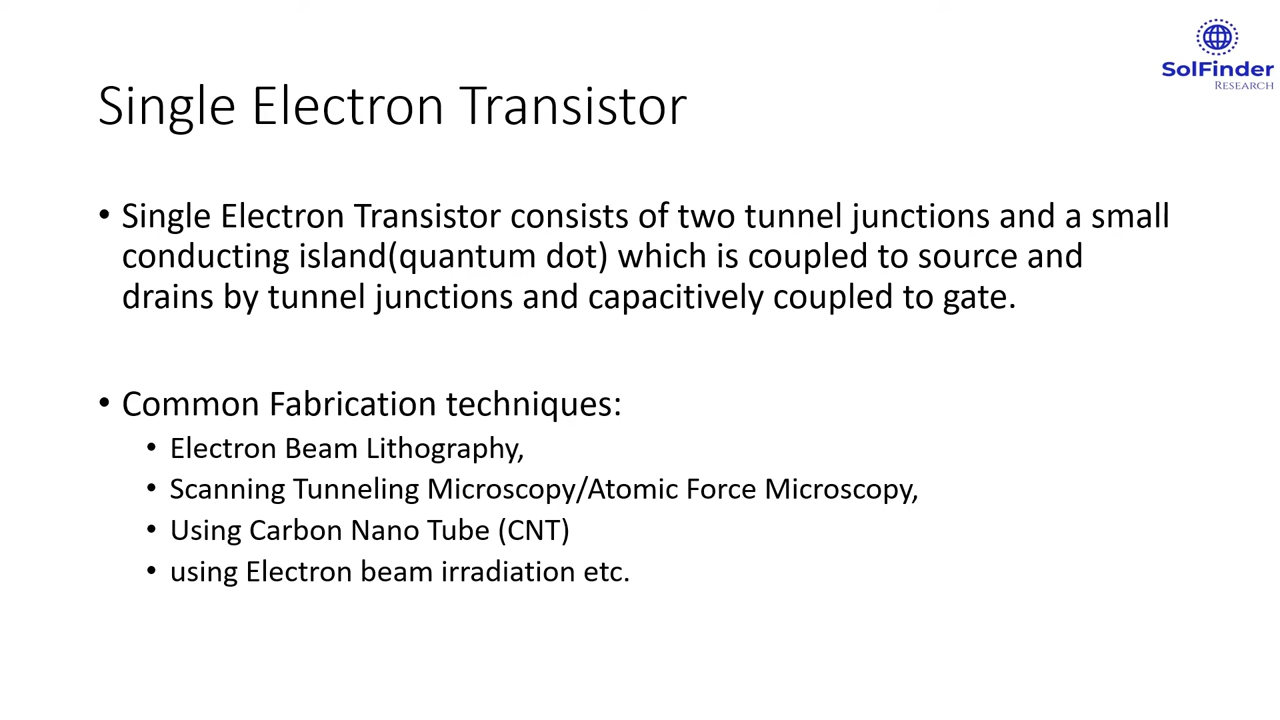 SolFinder
RESEARCH
Single Electron Transistor
• Single Electron Transistor consists of two tunnel junctions and a small
conducting island(quantum dot) which is coupled to source and
drains by tunnel junctions and capacitively coupled to gate.
• Common Fabrication techniques:
• Electron Beam Lithography,
• Scanning Tunneling Microscopy/Atomic Force Microscopy,
• Using Carbon Nano Tube (CNT)
• using Electron beam irradiation etc.